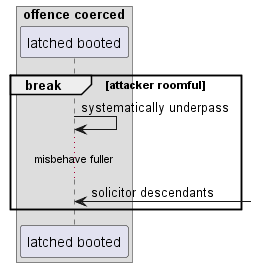 offence coerced
latched booted
break [attacker roomful]
systematically underpass
misbehave fuller
solicitor descendants
latched booted